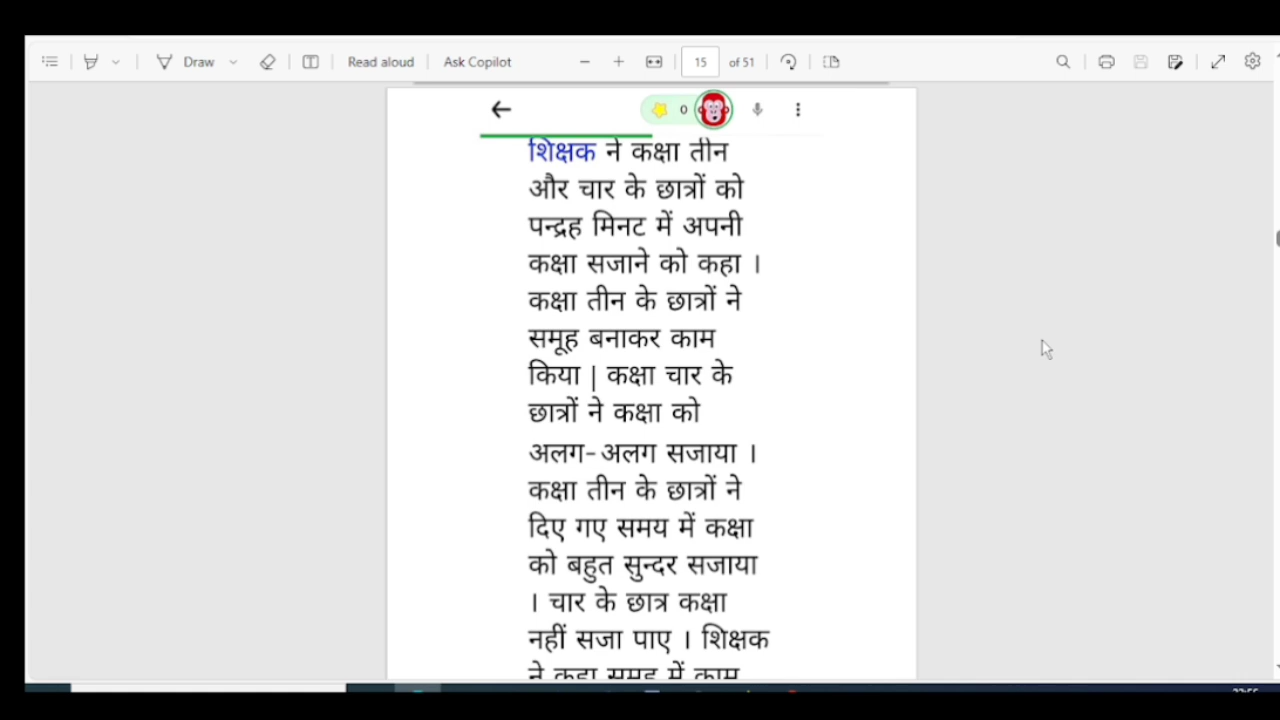 Draw Read aloud Ask Copilot 15 of 51
0
शिक्षक ने कक्षा तीन
और चार के छात्रों को
पन्द्रह मिनट में अपनी
कक्षा सजाने को कहा ।
कक्षा तीन के छात्रों ने
समूह बनाकर काम
किया | कक्षा चार के
छात्रों ने कक्षा को
अलग-अलग सजाया ।
कक्षा तीन के छात्रों ने
दिए गए समय में कक्षा
को बहुत सुन्दर सजाया
। चार के छात्र कक्षा
नहीं सजा पाए । शिक्षक
ने कहा समूह में काम